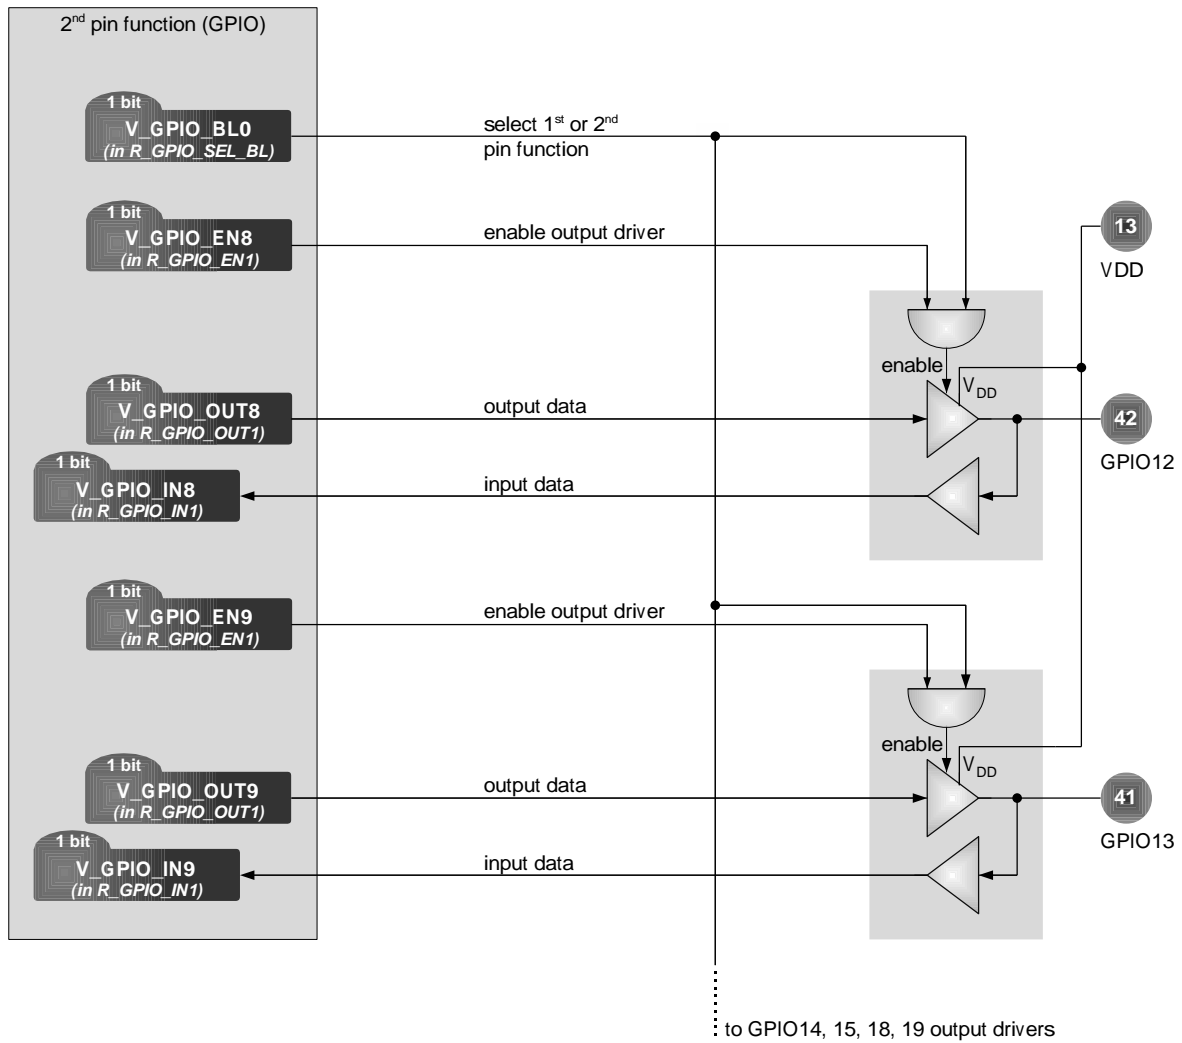 2nd pin function (GPIO)
1 bit
V_GPIO_BL0
(in R_GPIO_SEL_BL)
select 1st or 2nd
pin function
1 bit
V_GPIO_EN8
(in R_GPIO_EN1)
enable output driver
13
VDD
enable
VDD
1 bit
V_GPIO_OUT8
(in R_GPIO_OUT1)
output data
42
GPIO12
1 bit
V_GPIO_IN8
(in R_GPIO_IN1)
input data
1 bit
V_GPIO_EN9
(in R_GPIO_EN1)
enable output driver
enable
VDD
1 bit
V_GPIO_OUT9
(in R_GPIO_OUT1)
output data
41
GPIO13
1 bit
V_GPIO_IN9
(in R_GPIO_IN1)
input data
to GPIO14, 15, 18, 19 output drivers